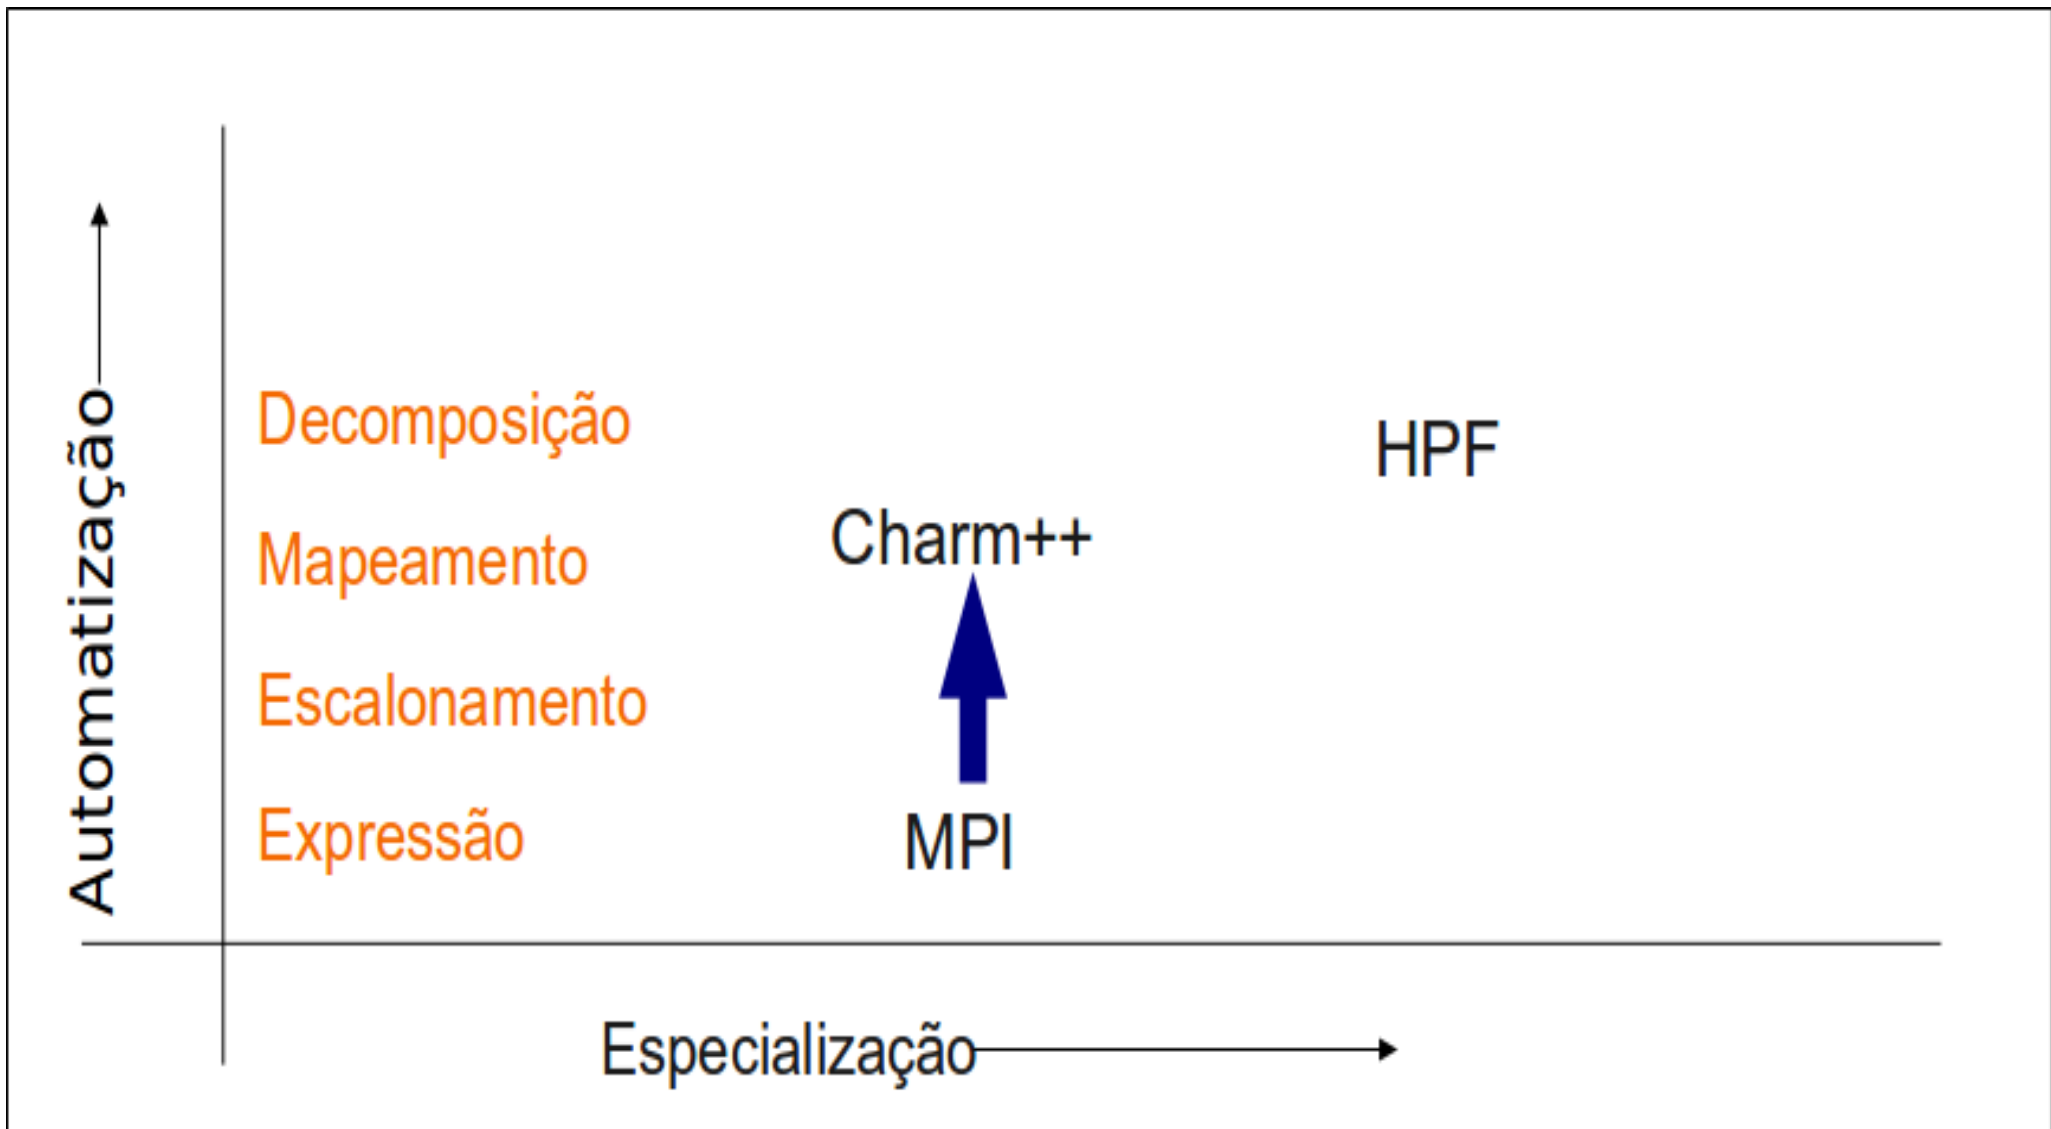 Automatização
Decomposição
HPF
Charm++
Mapeamento
Escalonamento
Expressão
MPI
Especialização